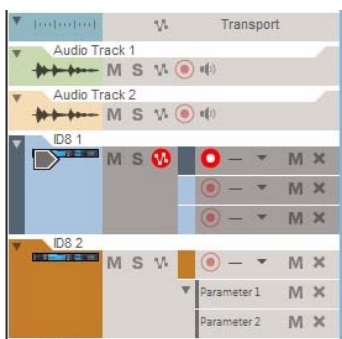 Transport
Audio Track 1
M S
Audio Track 2
M S
ID8 1
M S M
M
M
ID8 2
M S M
Parameter 1 M
Parameter 2 M